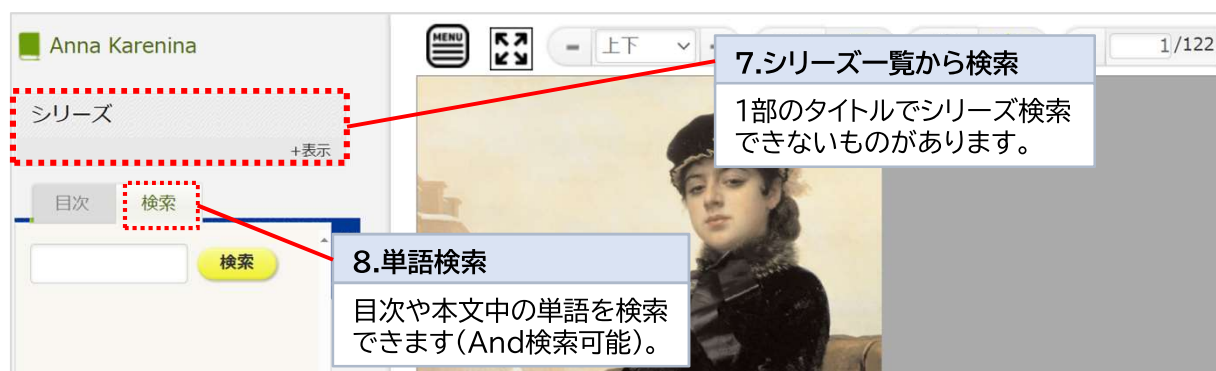 Anna Karenina
MENU
上下
1/122
シリーズ
+表示
目次
検索
検索
7.シリーズ一覧から検索
1部のタイトルでシリーズ検索
できないものがあります。
8.単語検索
目次や本文中の単語を検索
できます(And検索可能)。